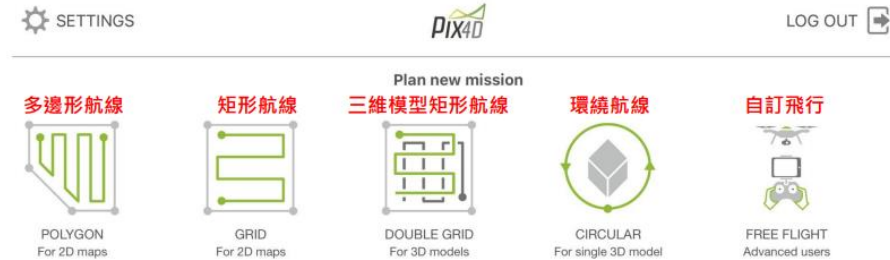 SETTINGS
PIX4D
LOG OUT
Plan new mission
多邊形航線
矩形航線
三維模型矩形航線
環繞航線
自訂飛行
POLYGON
For 2D maps
GRID
For 2D maps
DOUBLE GRID
For 3D models
CIRCULAR
For single 3D model
FREE FLIGHT
Advanced users